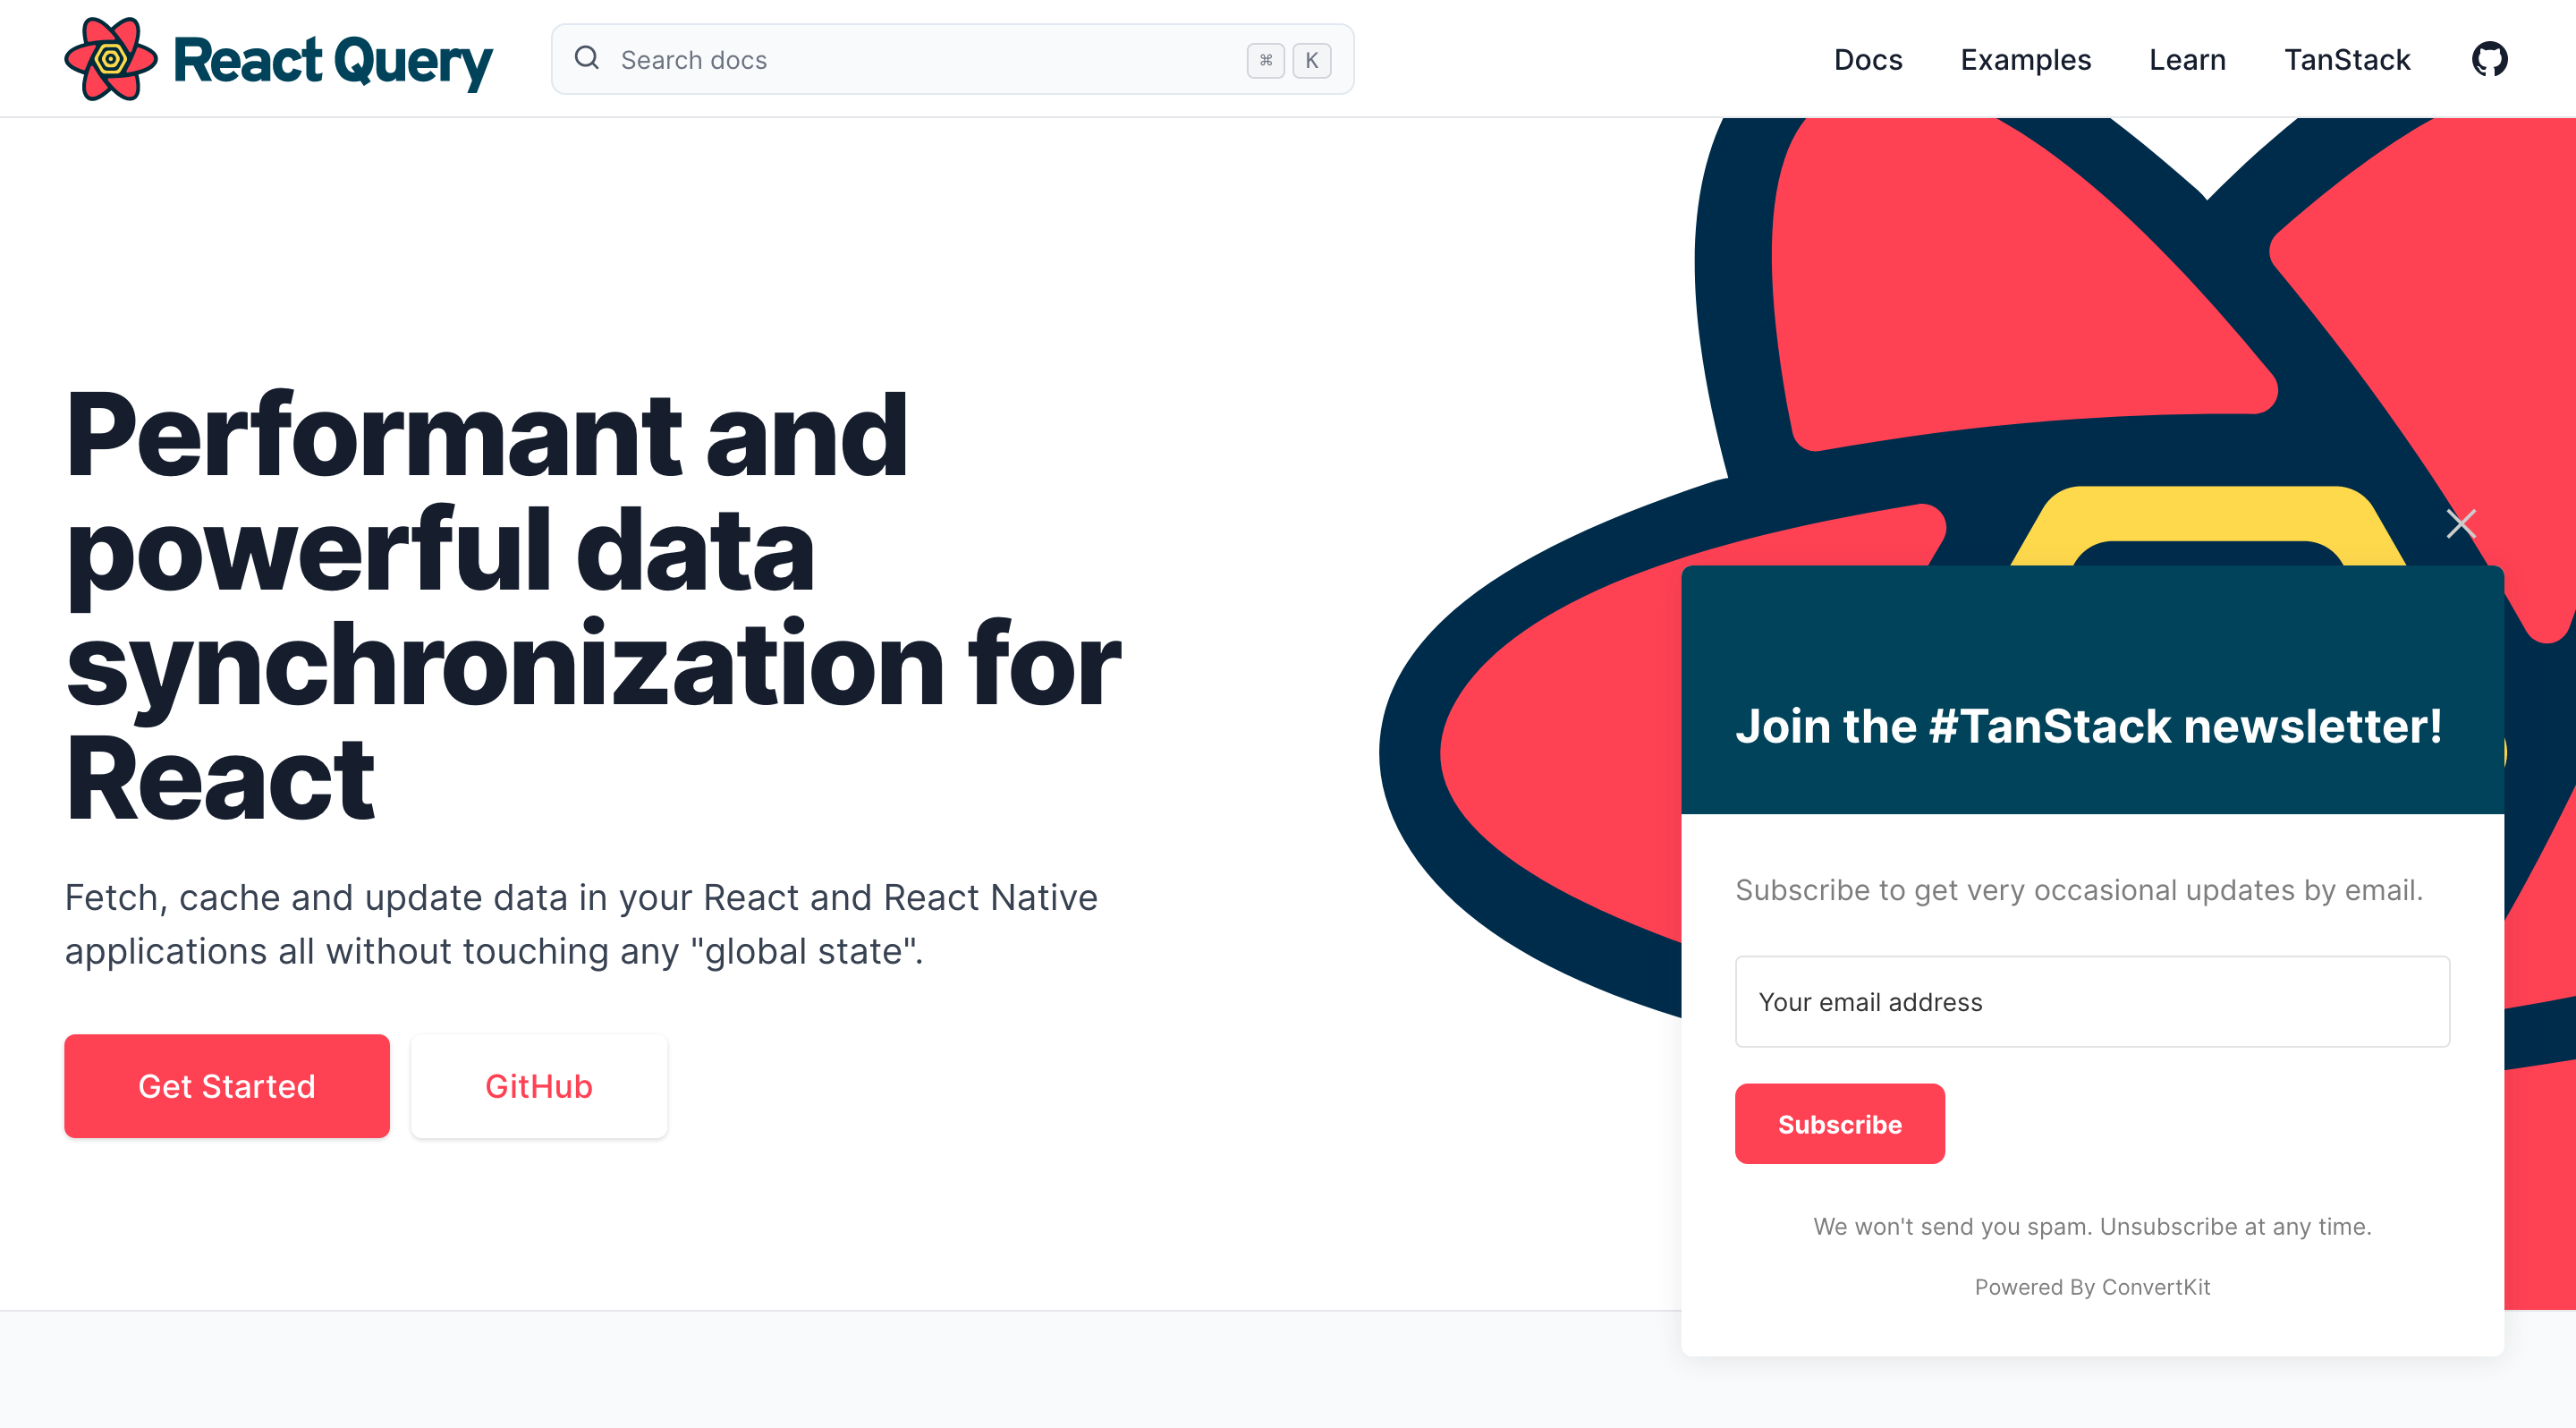 React Query
Search docs
⌘ K
Docs
Examples
Learn
TanStack
Performant and
powerful data
synchronization for
React
Fetch, cache and update data in your React and React Native
applications all without touching any "global state".
Get Started
GitHub
Join the #TanStack newsletter!
Subscribe to get very occasional updates by email.
Your email address
Subscribe
We won't send you spam. Unsubscribe at any time.
Powered By ConvertKit